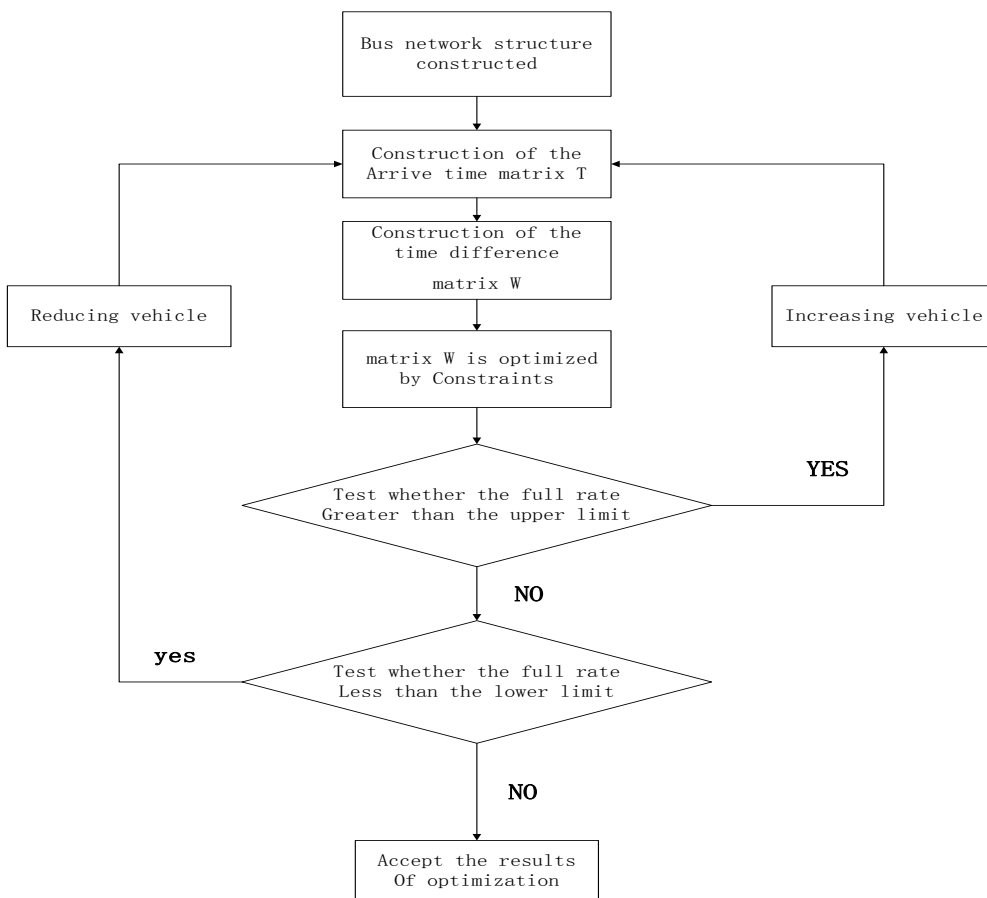 Bus network structure
constructed
Construction of the
Arrive time matrix T
Construction of the
time difference
matrix W
Reducing vehicle
Increasing vehicle
matrix W is optimized
by Constraints
YES
Test whether the full rate
Greater than the upper limit
NO
yes
Test whether the full rate
Less than the lower limit
NO
Accept the results
Of optimization